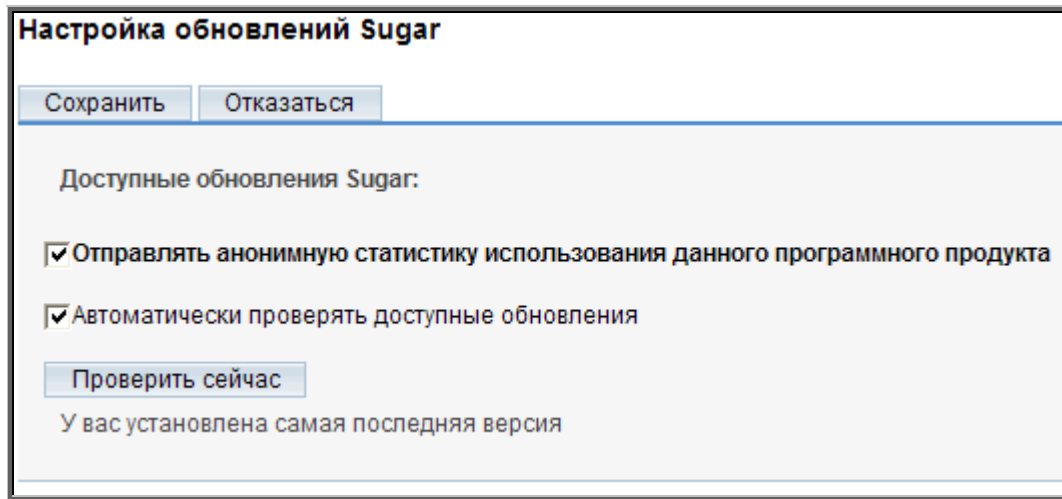 Настройка обновлений Sugar
Сохранить Отказаться
Доступные обновления Sugar:
Отправлять анонимную статистику использования данного программного продукта
Автоматически проверять доступные обновления
Проверить сейчас
У вас установлена самая последняя версия